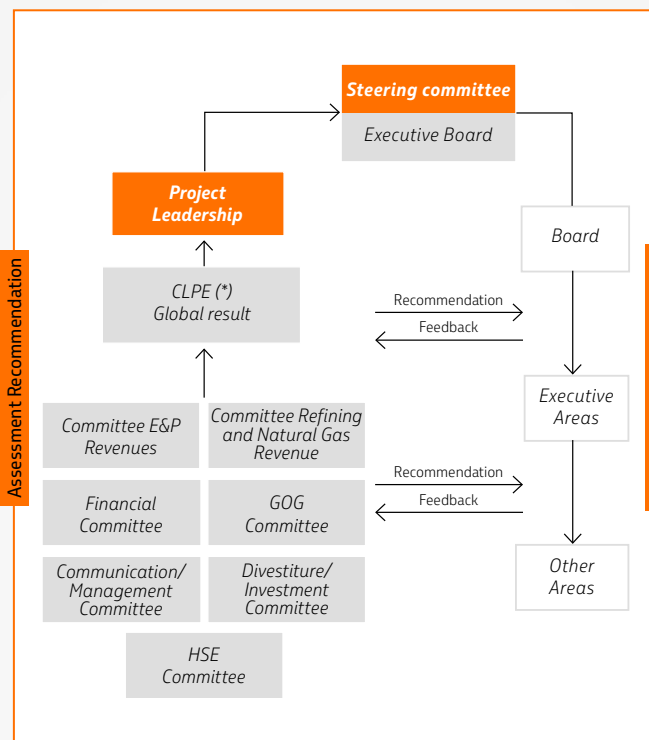 Steering committee
Executive Board
Project
Leadership
Board
CLPE (*)
Global result
Recommendation
Feedback
Assessment Recommendation
Executive
Areas
Committee E&P
Revenues
Committee Refining
and Natural Gas
Revenue
Recommendation
Feedback
Financial
Committee
GOG
Committee
Communication/
Management
Committee
Divestiture/
Investment
Committee
Other
Areas
HSE
Committee